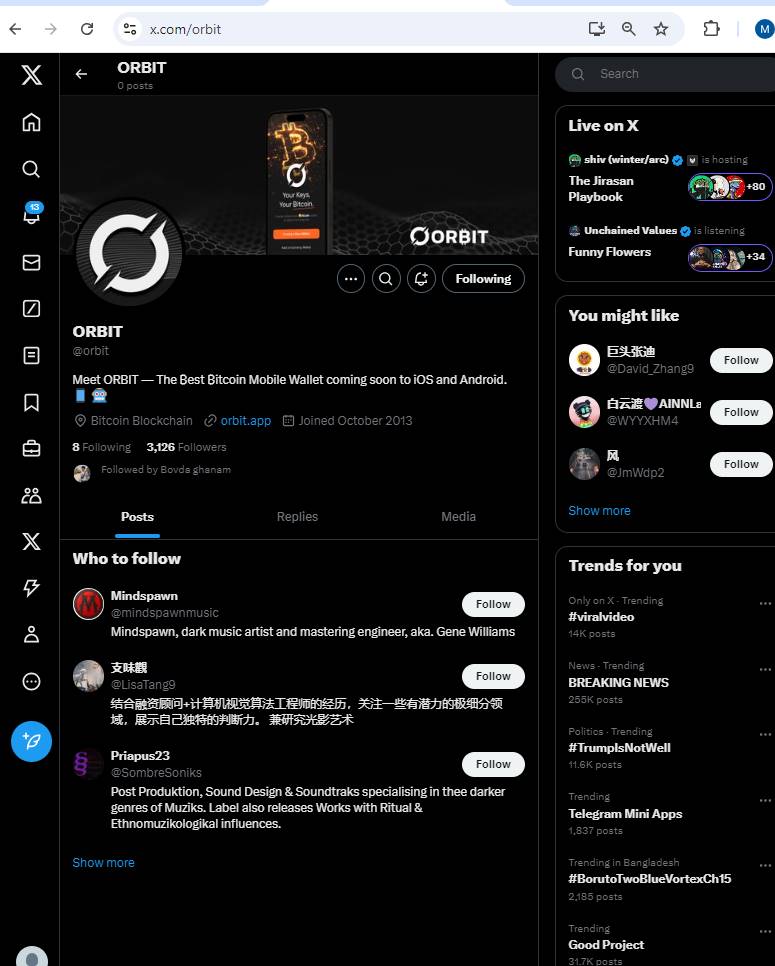 x.com/orbit
M
ORBIT
0 posts
Your Keys,
Your Bitcoin.
ORBIT
13
Following
ORBIT
@orbit
Meet ORBIT — The Best Bitcoin Mobile Wallet coming soon to iOS and Android.
Bitcoin Blockchain orbit.app Joined October 2013
8 Following 3,126 Followers
Followed by Bovda ghanam
Posts Replies Media
Who to follow
Mindspawn
@mindspawnmusic
Follow
Mindspawn, dark music artist and mastering engineer, aka. Gene Williams
支味觀
@LisaTang9
Follow
结合融资顾问+计算机视觉算法工程师的经历，关注一些有潜力的极细分领
域，展示自己独特的判断力。 兼研究光影艺术
Priapus23
@SombreSoniks
Follow
Post Produktion, Sound Design & Soundtraks specialising in thee darker
genres of Muziks. Label also releases Works with Ritual &
Ethnomuzikologikal influences.
Show more
Search
Live on X
shiv (winter/arc) is hosting
The Jirasan
Playbook
+80
Unchained Values is listening
Funny Flowers
+34
You might like
巨头张迪
@David_Zhang9
Follow
白云渡💜AINNLa
@WYYXHM4
Follow
风
@JmWdp2
Follow
Show more
Trends for you
Only on X · Trending
#viralvideo
14K posts
News · Trending
BREAKING NEWS
255K posts
Politics · Trending
#TrumpIsNotWell
11.6K posts
Trending
Telegram Mini Apps
1,837 posts
Trending in Bangladesh
#BorutoTwoBlueVortexCh15
2,185 posts
Trending
Good Project
31.7K posts